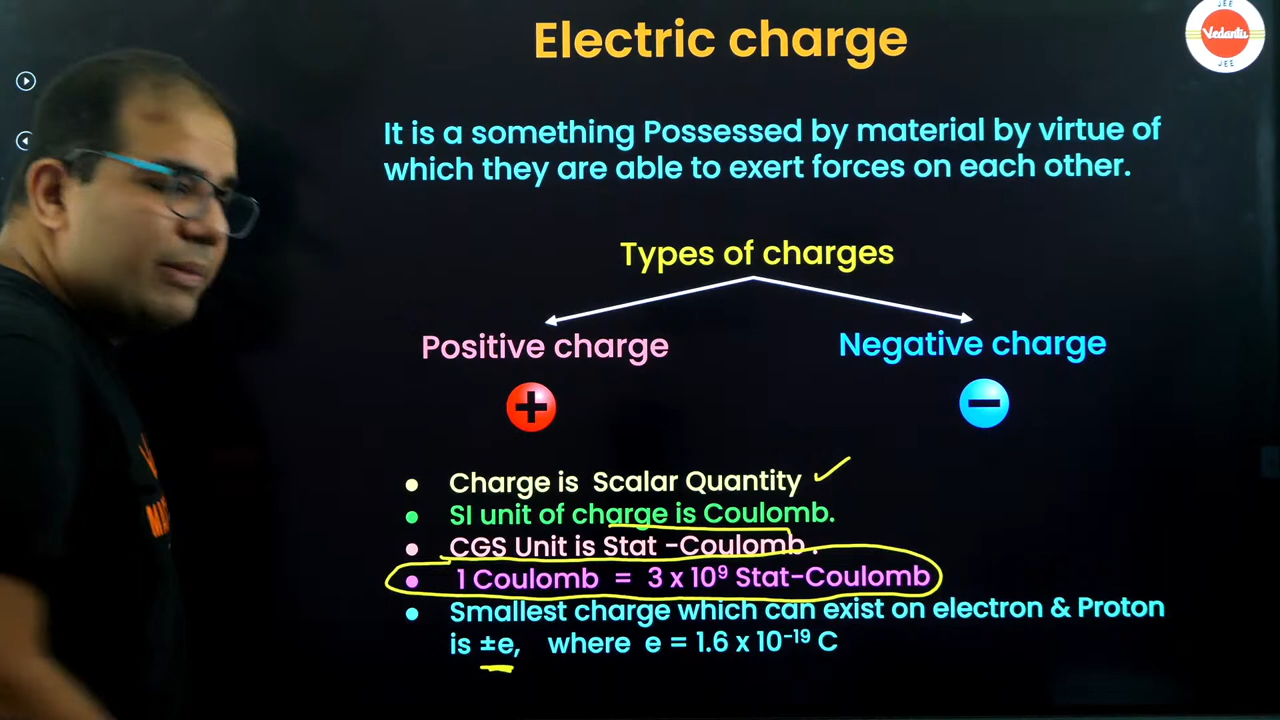 JEE
Vedantu
JEE
Electric charge
It is a something Possessed by material by virtue of
which they are able to exert forces on each other.
Types of charges
Positive charge
Negative charge
+
−
• Charge is Scalar Quantity ✓
• SI unit of charge is Coulomb.
• CGS Unit is Stat -Coulomb .
• 1 Coulomb = 3 x 10⁹ Stat-Coulomb
• Smallest charge which can exist on electron & Proton
is ±e, where e = 1.6 x 10⁻¹⁹ C